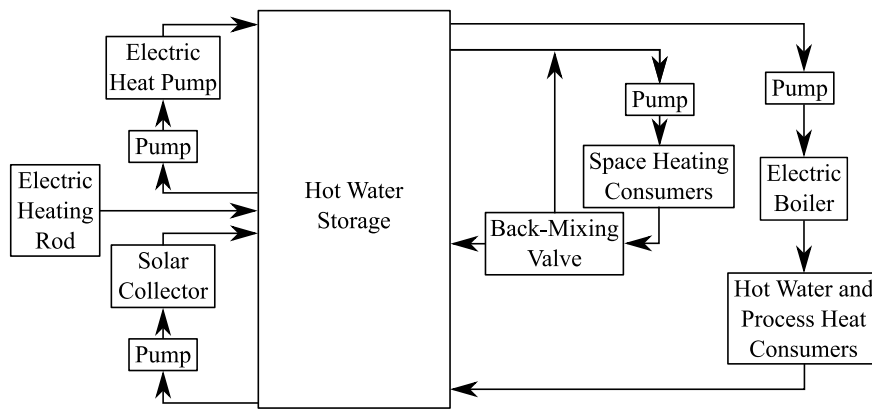 Electric
Heat Pump
Pump
Electric
Heating
Rod
Solar
Collector
Pump
Hot Water
Storage
Pump
Space Heating
Consumers
Back-Mixing
Valve
Pump
Electric
Boiler
Hot Water and
Process Heat
Consumers